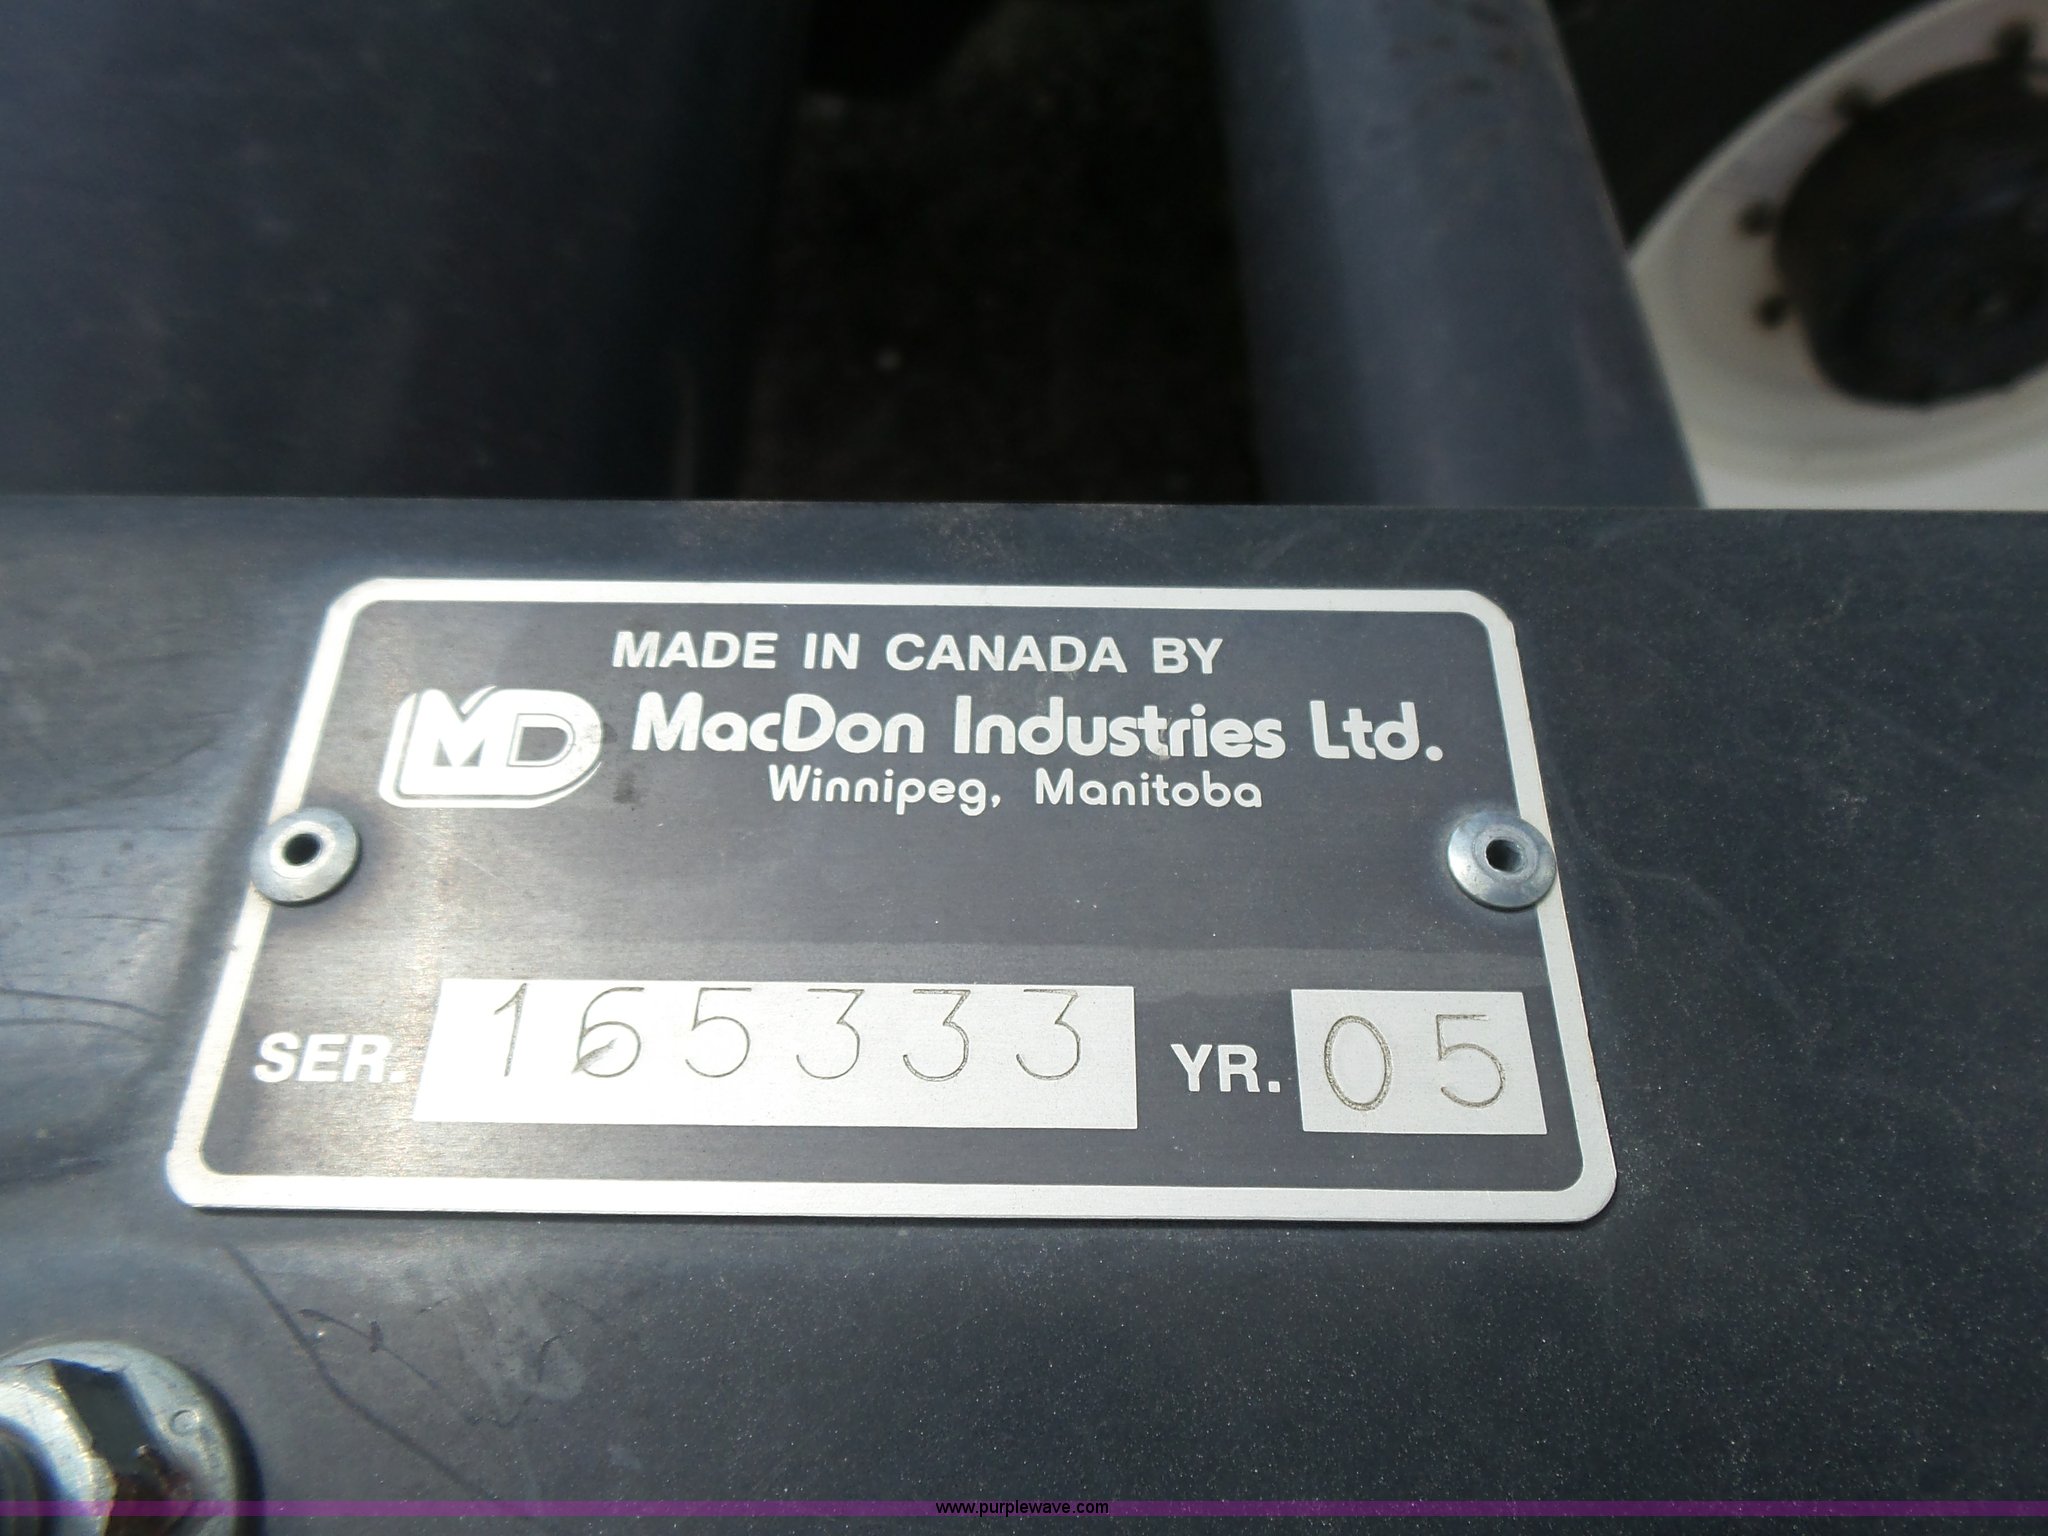 MADE IN CANADA BY
MD MacDon Industries Ltd.
Winnipeg, Manitoba
SER. 165333 YR. 05
www.purplewave.com